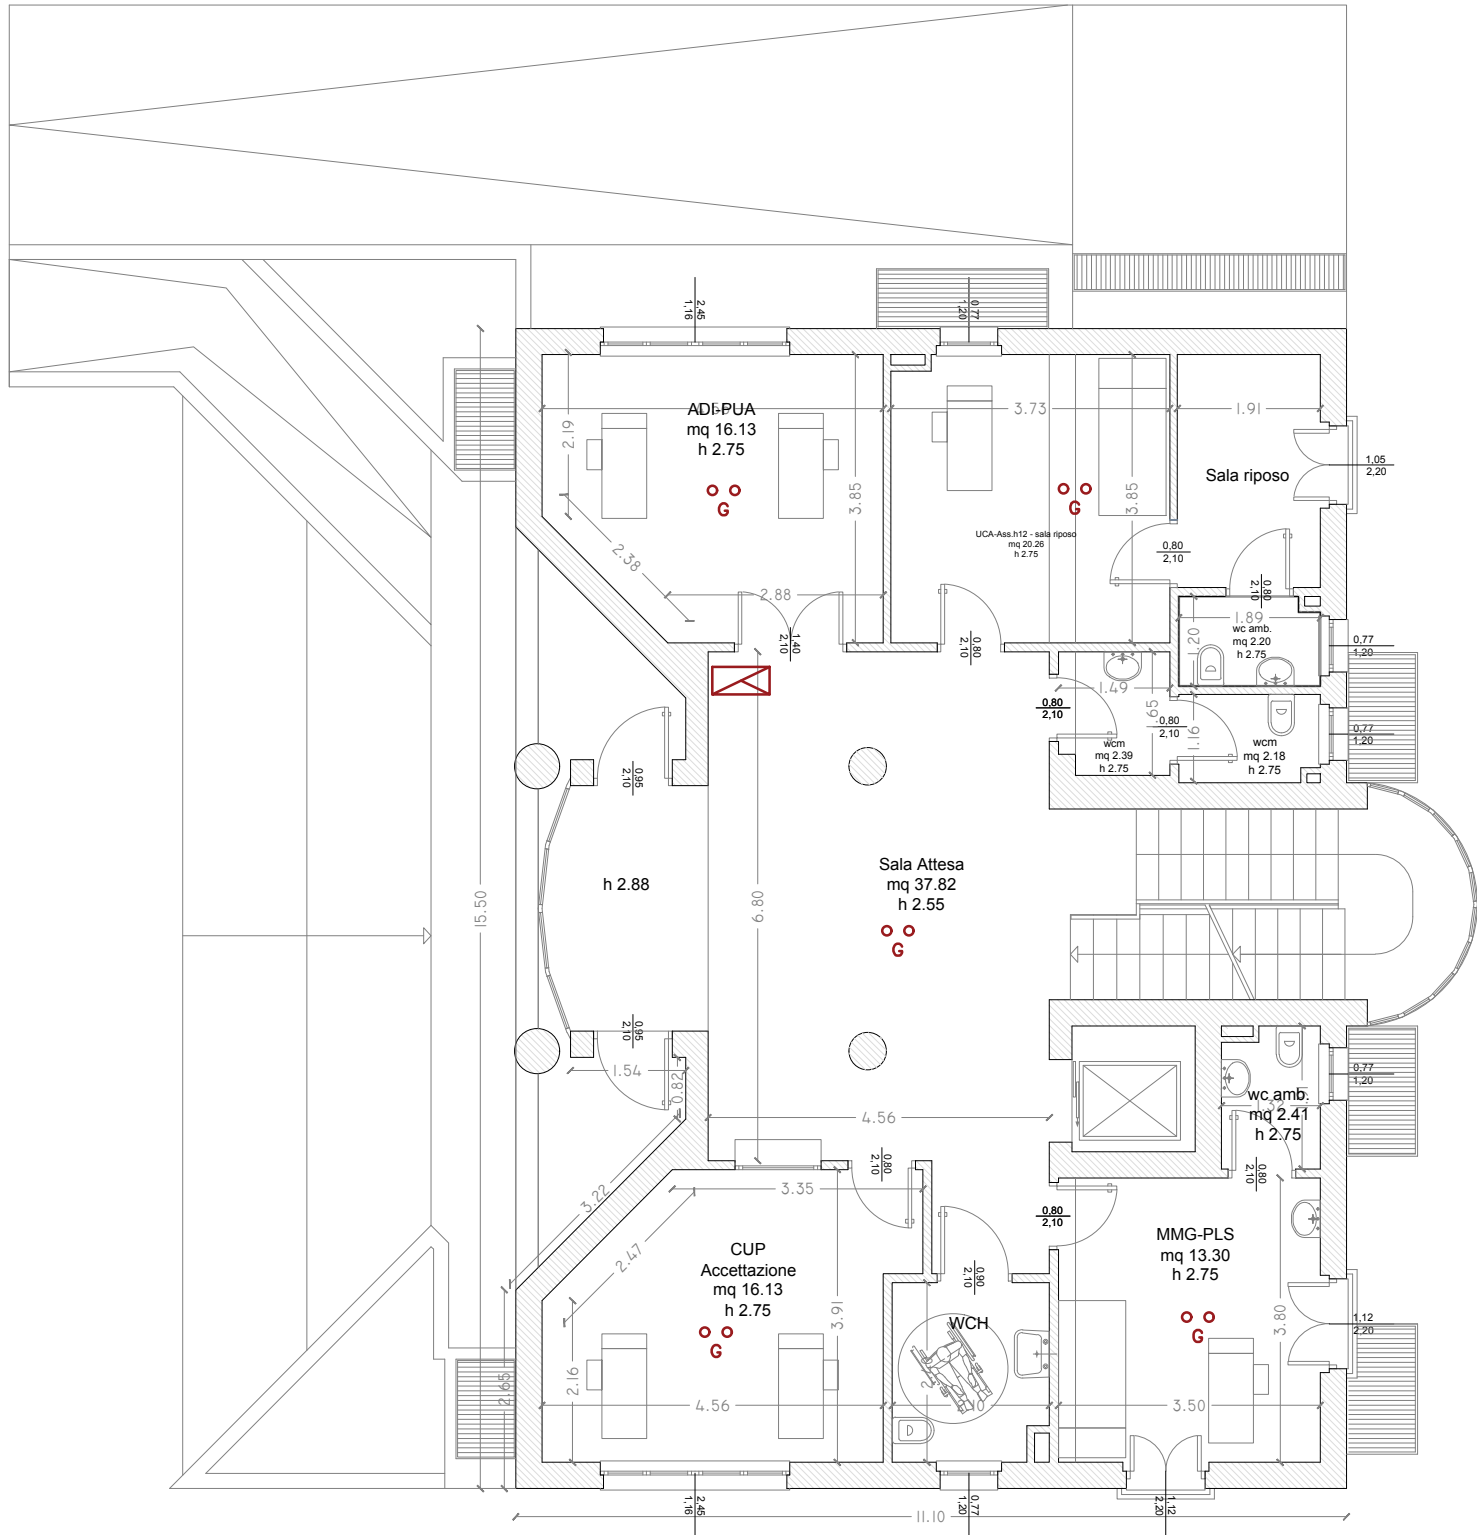 2,45
1,16
0,77
1,20
ADI-PUA
mq 16.13
h 2.75
3.73
1.91
2.19
3.85
3.85
G
G
Sala riposo
1,05
2,20
UCA-Ass.h12 - sala riposo
mq 20.26
h 2.75
0,80
2,10
2.38
2.88
1,40
2,10
0,80
2,10
0,80
2,10
1.89
1.20
wc amb.
mq 2.20
h 2.75
0,77
1,20
1.49
0,80
2,10
.65
0,80
2,10
1.16
wcm
mq 2.39
h 2.75
wcm
mq 2.18
h 2.75
0,77
1,20
0,95
2,10
h 2.88
6.80
15.50
Sala Attesa
mq 37.82
h 2.55
G
0,95
2,10
1.54
0.82
4.56
0,77
1,20
wc amb.
mq 2.41
h 2.75
1.32
0,80
2,10
0,80
2,10
3.35
3.22
2.47
0,80
2,10
CUP
Accettazione
mq 16.13
h 2.75
G
3.91
2.16
2.65
4.56
0,90
2,10
WCH
MMG-PLS
mq 13.30
h 2.75
G
3.80
1,12
2,20
3.50
2,45
1,16
0,77
1,20
1,12
2,20
11.10